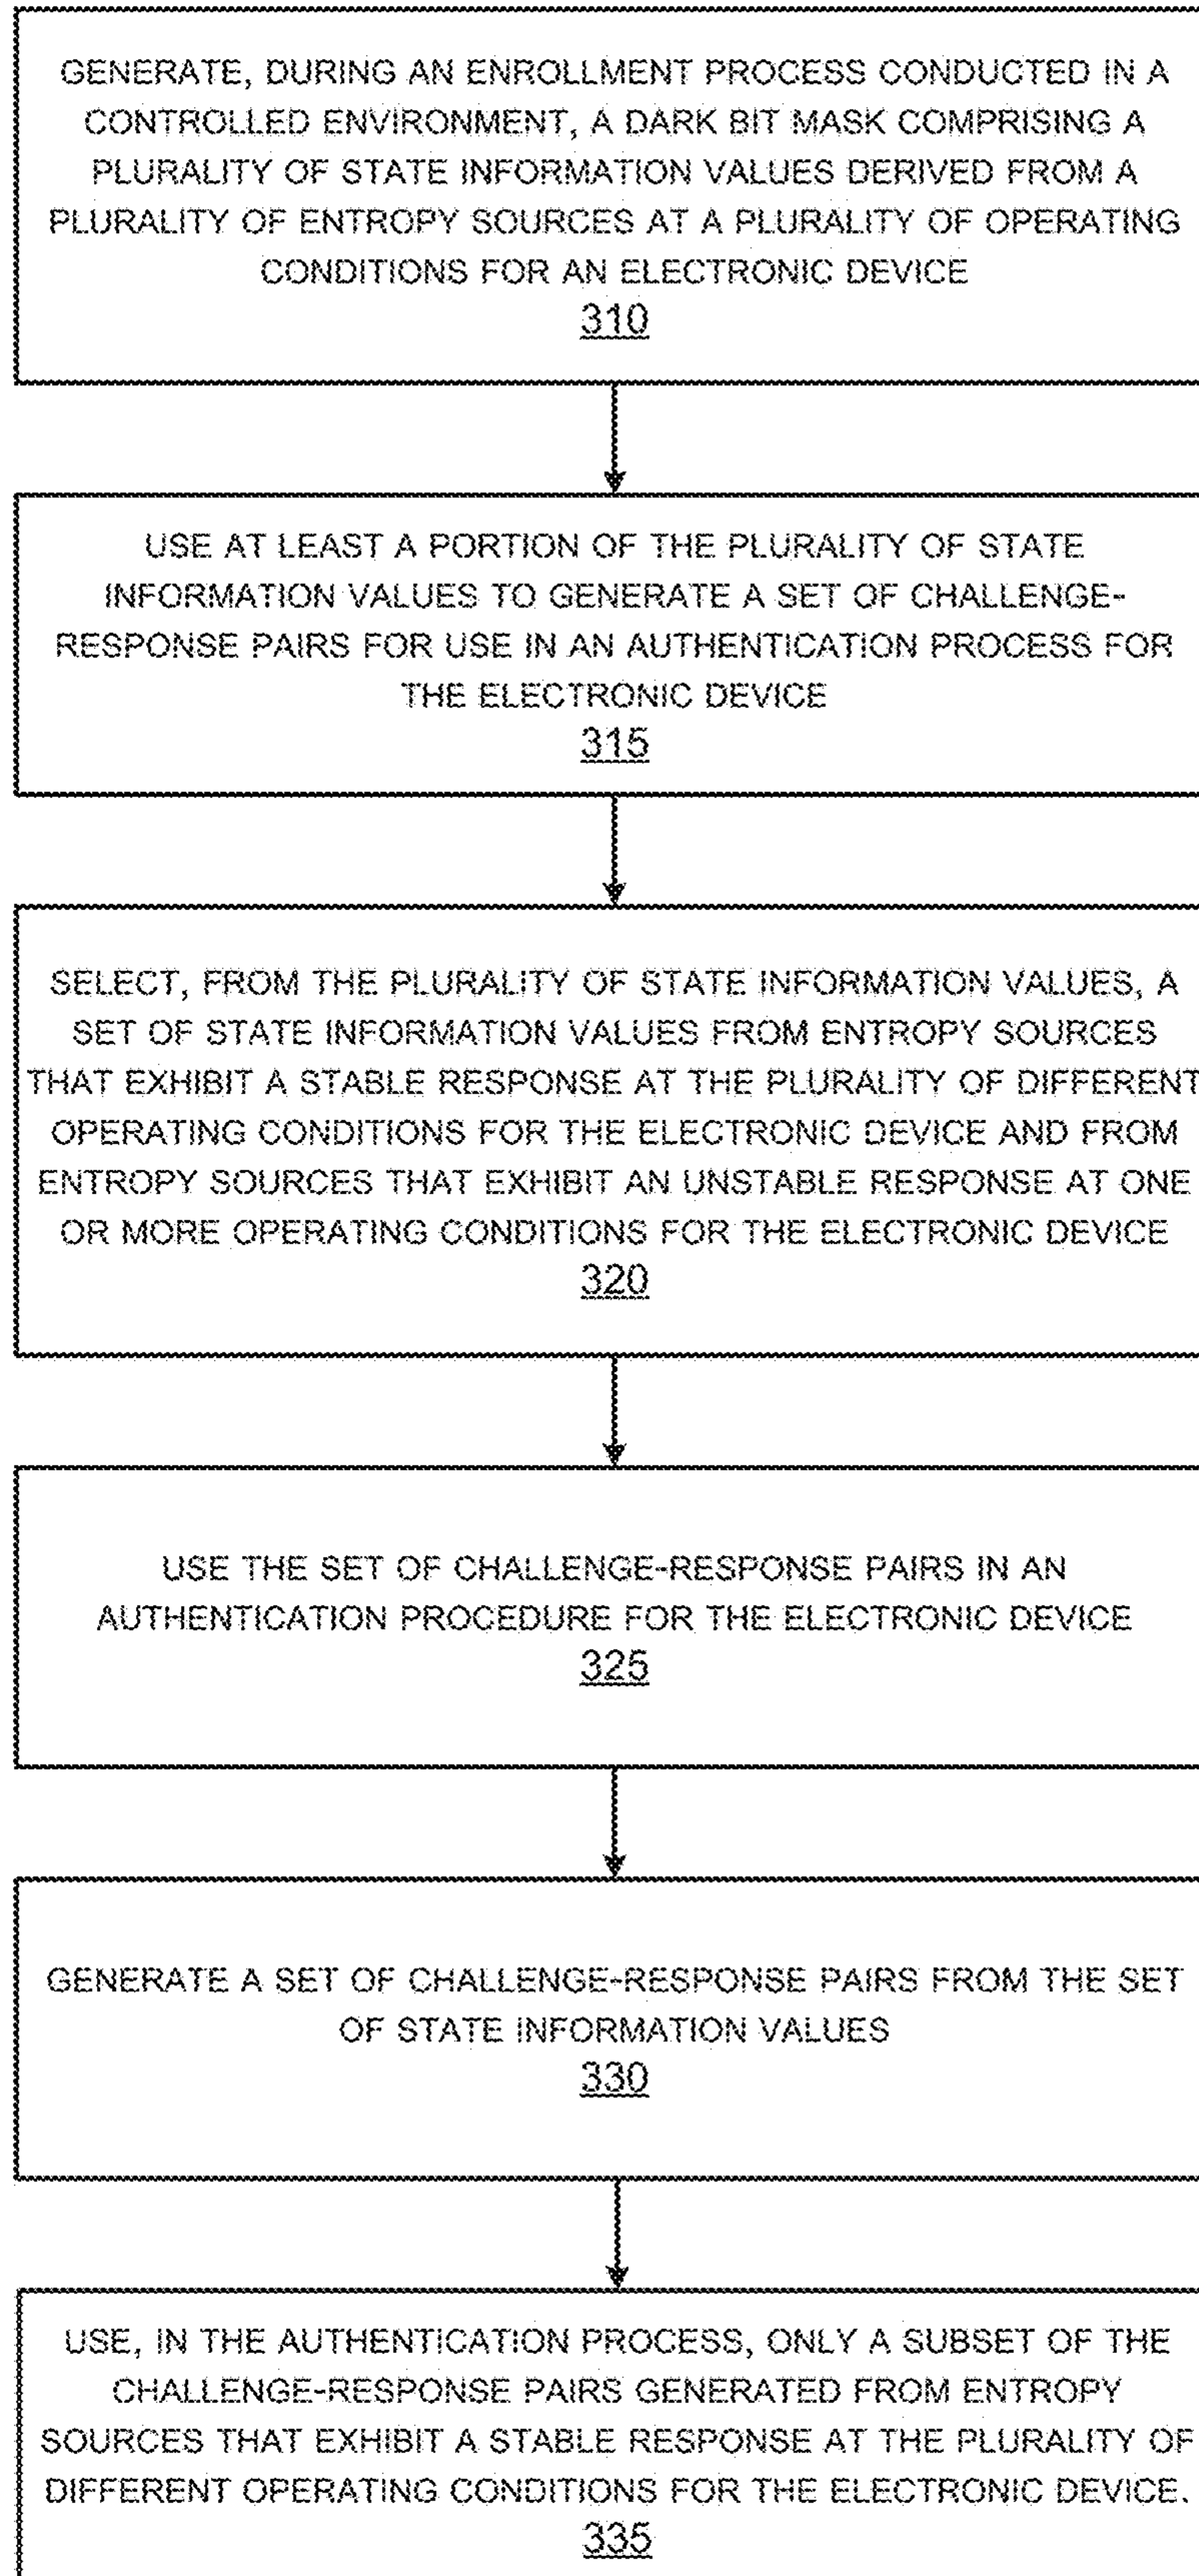 GENERATE, DURING AN ENROLLMENT PROCESS CONDUCTED IN A
CONTROLLED ENVIRONMENT, A DARK BIT MASK COMPRISING A
PLURALITY OF STATE INFORMATION VALUES DERIVED FROM A
PLURALITY OF ENTROPY SOURCES AT A PLURALITY OF OPERATING
CONDITIONS FOR AN ELECTRONIC DEVICE
310
USE AT LEAST A PORTION OF THE PLURALITY OF STATE
INFORMATION VALUES TO GENERATE A SET OF CHALLENGE-
RESPONSE PAIRS FOR USE IN AN AUTHENTICATION PROCESS FOR
THE ELECTRONIC DEVICE
315
SELECT, FROM THE PLURALITY OF STATE INFORMATION VALUES, A
SET OF STATE INFORMATION VALUES FROM ENTROPY SOURCES
THAT EXHIBIT A STABLE RESPONSE AT THE PLURALITY OF DIFFERENT
OPERATING CONDITIONS FOR THE ELECTRONIC DEVICE AND FROM
ENTROPY SOURCES THAT EXHIBIT AN UNSTABLE RESPONSE AT ONE
OR MORE OPERATING CONDITIONS FOR THE ELECTRONIC DEVICE
320
USE THE SET OF CHALLENGE-RESPONSE PAIRS IN AN
AUTHENTICATION PROCEDURE FOR THE ELECTRONIC DEVICE
325
GENERATE A SET OF CHALLENGE-RESPONSE PAIRS FROM THE SET
OF STATE INFORMATION VALUES
330
USE, IN THE AUTHENTICATION PROCESS, ONLY A SUBSET OF THE
CHALLENGE-RESPONSE PAIRS GENERATED FROM ENTROPY
SOURCES THAT EXHIBIT A STABLE RESPONSE AT THE PLURALITY OF
DIFFERENT OPERATING CONDITIONS FOR THE ELECTRONIC DEVICE.
335